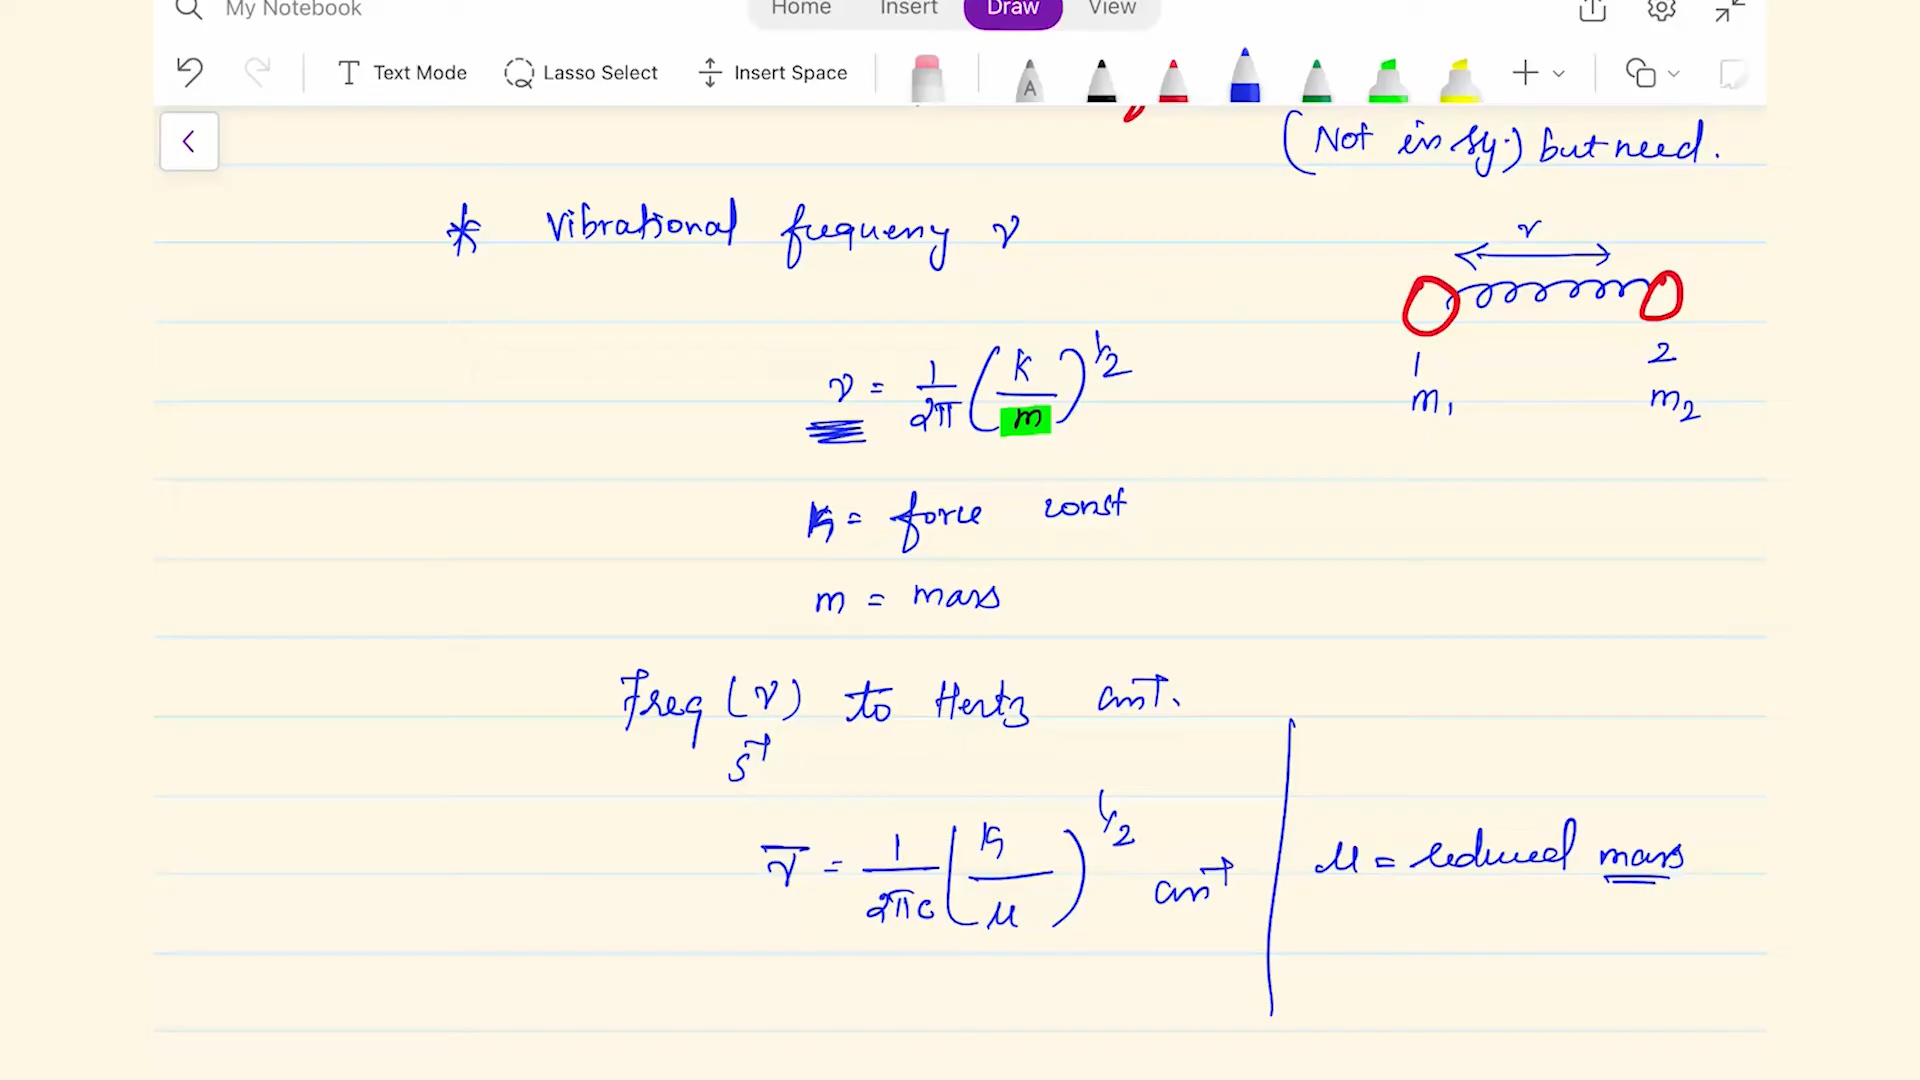 My Notebook
Home Insert Draw View
Text Mode Lasso Select Insert Space A
(Not in sy.) but need.
* Vibrational frequency ν
r
1 2
m₁ m₂
ν = 1/2π (k/m)^1/2
k = force const
m = mass
Freq (ν) to Hertz cm⁻¹.
s⁻¹
ν̅ = 1/2πc (k/μ)^1/2 cm⁻¹
μ = reduced mass